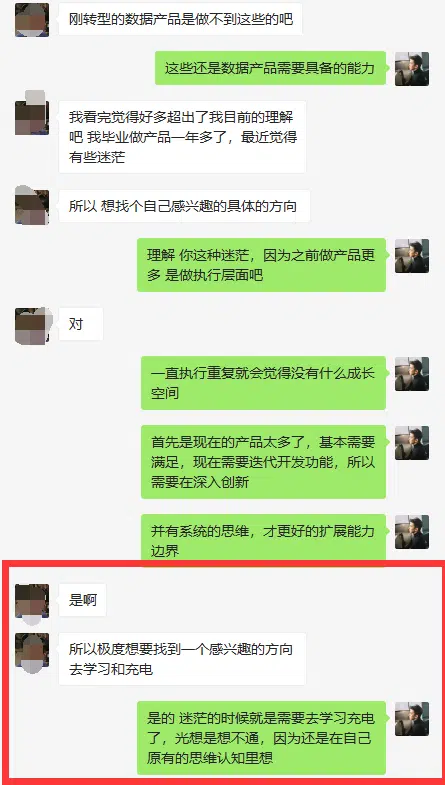 刚转型的数据产品是做不到这些的吧
这些还是数据产品需要具备的能力
我看完觉得好多超出了我目前的理解
吧 我毕业做产品一年多了，最近觉得
有些迷茫
所以 想找个自己感兴趣的具体的方向
理解 你这种迷茫，因为之前做产品更
多 是做执行层面吧
对
一直执行重复就会觉得没有什么成长
空间
首先是现在的产品太多了，基本需要
满足，现在需要迭代开发功能，所以
需要在深入创新
并有系统的思维，才更好的扩展能力
边界
是啊
所以极度想要找到一个感兴趣的方向
去学习和充电
是的 迷茫的时候就是需要去学习充电
了，光想是想不通，因为还是在自己
原有的思维认知里想